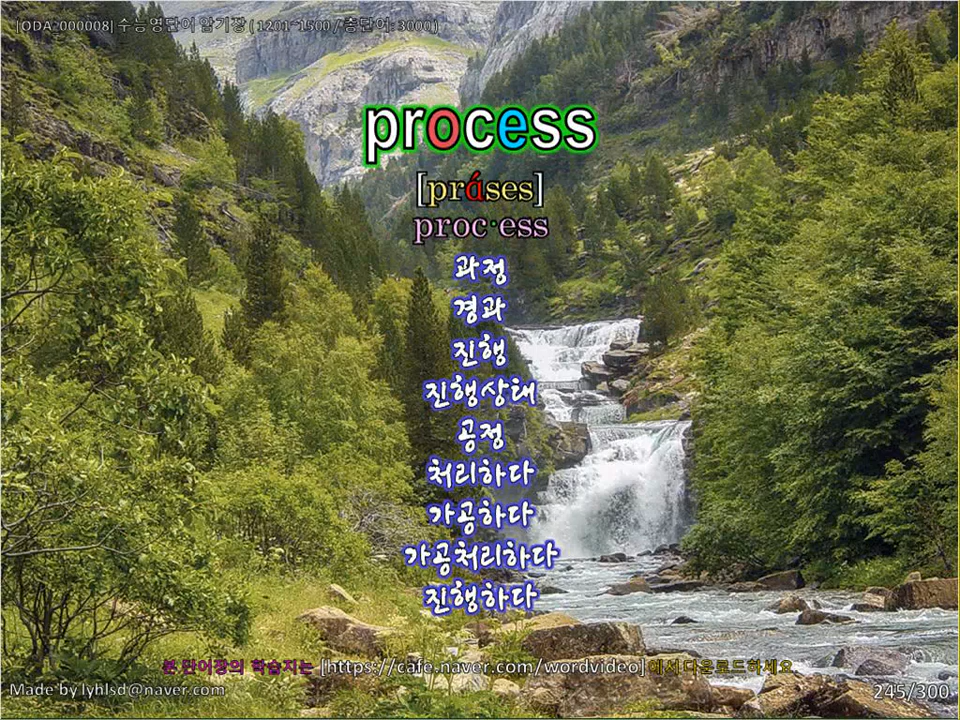 [ODA-000008] 수능영단어 암기장 ( 1201~1500 / 총단어: 3000 )
process
[práses]
proc·ess
과정
경과
진행
진행상태
공정
처리하다
가공하다
가공처리하다
진행하다
본 단어장의 학습지는 [https://cafe.naver.com/wordvideo]에서 다운로드하세요
Made by lyhlsd@naver.com
245/300